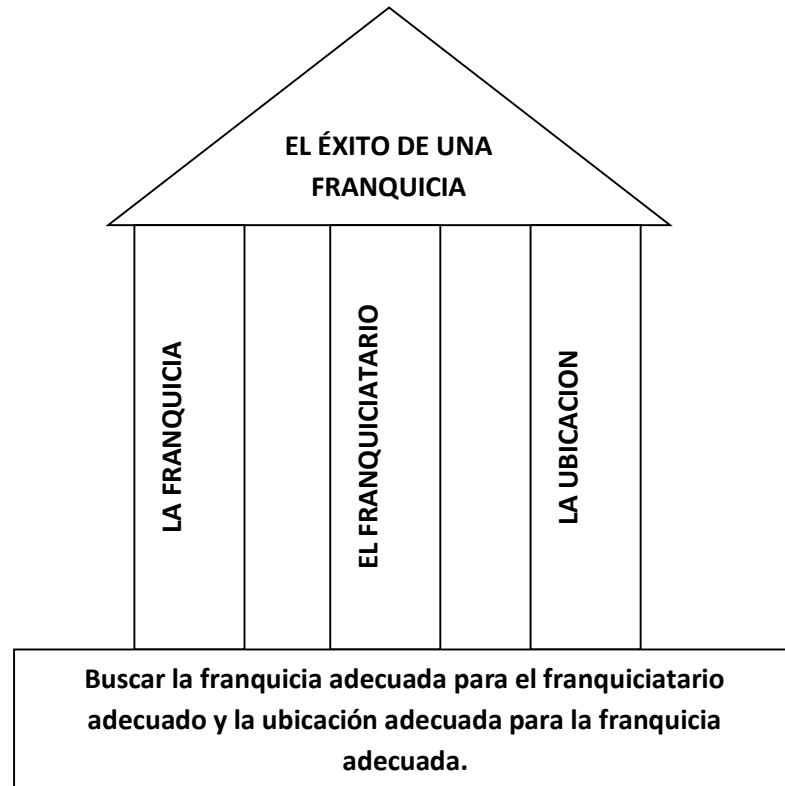 EL ÉXITO DE UNA
FRANQUICIA
LA FRANQUICIA
EL FRANQUICIATARIO
LA UBICACION
Buscar la franquicia adecuada para el franquiciatario
adecuado y la ubicación adecuada para la franquicia
adecuada.